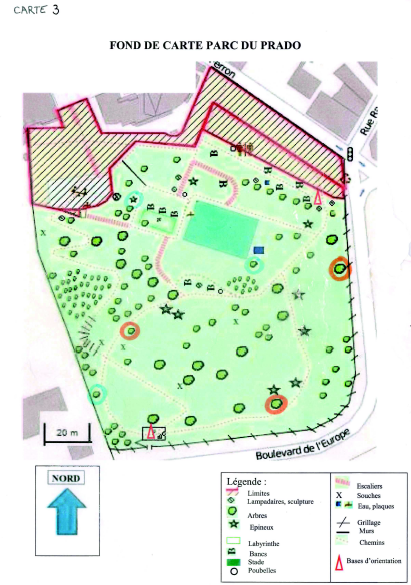 CARTE 3
FOND DE CARTE PARC DU PRADO
erron
Rue Ro
B
B
B
B
B
B
B
B
B
B
X
X
X
X
X
20 m
Boulevard de l'Europe
NORD
Légende :
Limites
Lampadaires, sculpture
Arbres
Epineux
Labyrinthe
B Bancs
Stade
Poubelles
Escaliers
X Souches
Eau, plaques
Grillage
Murs
Chemins
Bases d'orientation